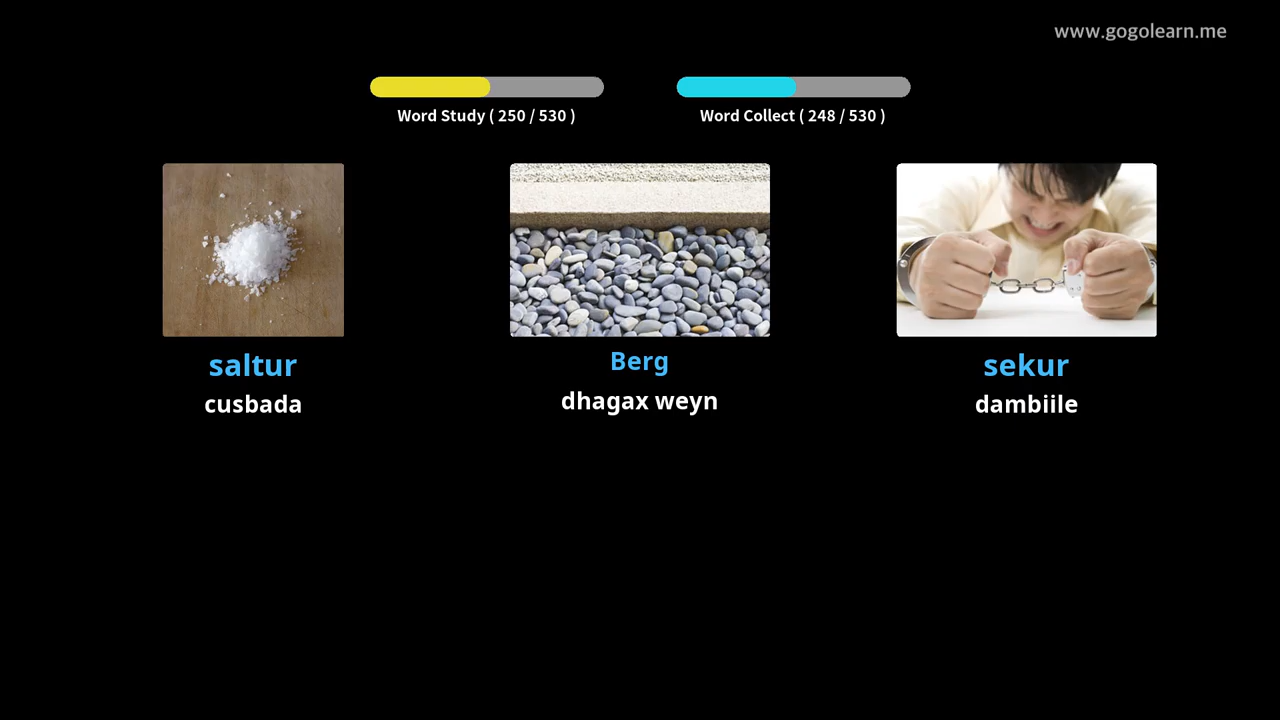 www.gogolearn.me
Word Study ( 250 / 530 )
Word Collect ( 248 / 530 )
saltur
cusbada
Berg
dhagax weyn
sekur
dambiile